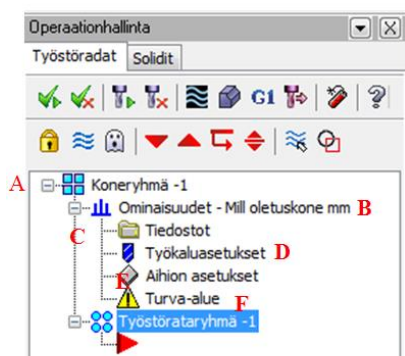 Operaationhallinta
Työstöradat Solidit
G1
A Koneryhmä -1
Ominaisuudet - Mill oletuskone mm B
C Tiedostot
Työkaluasetukset D
E Aihion asetukset
Turva-alue F
Työstörataryhmä -1